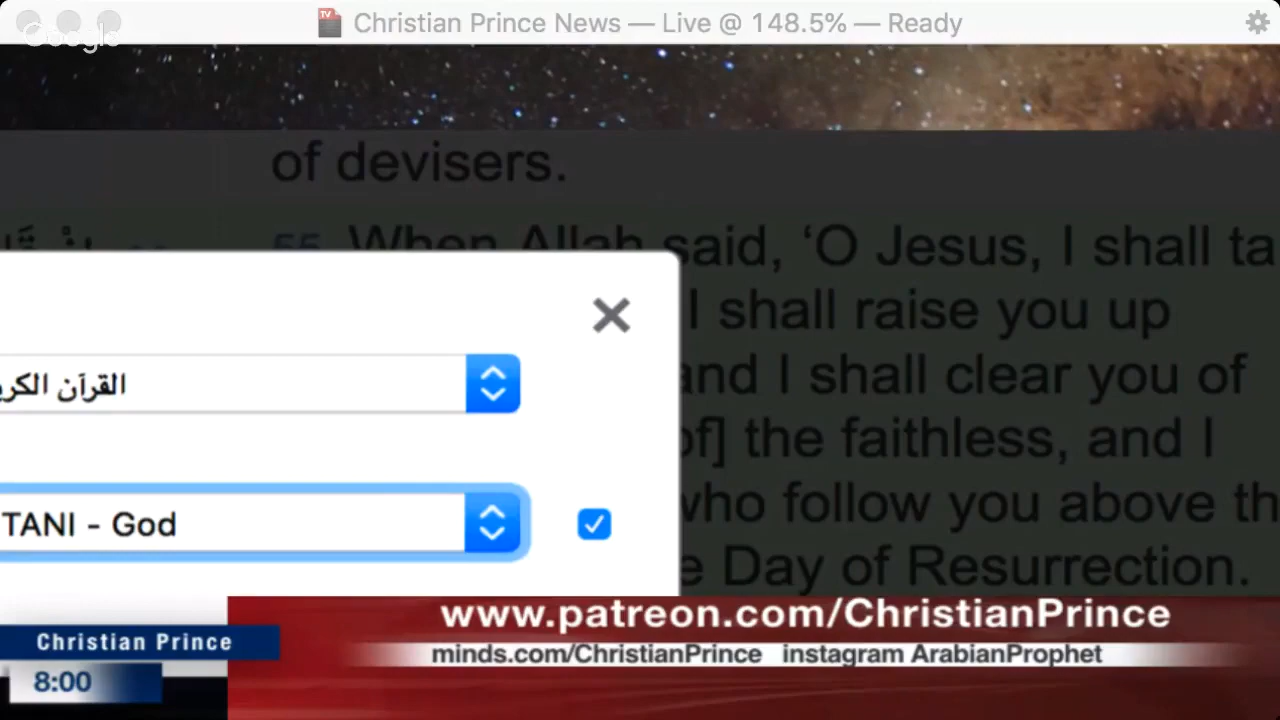 Christian Prince News — Live @ 148.5% — Ready
Google
of devisers.
55 When Allah said, ‘O Jesus, I shall ta
I shall raise you up
and I shall clear you of
of] the faithless, and I
who follow you above th
e Day of Resurrection.
القرآن الكري
TANI - God
www.patreon.com/ChristianPrince
minds.com/ChristianPrince instagram ArabianProphet
Christian Prince
8:00